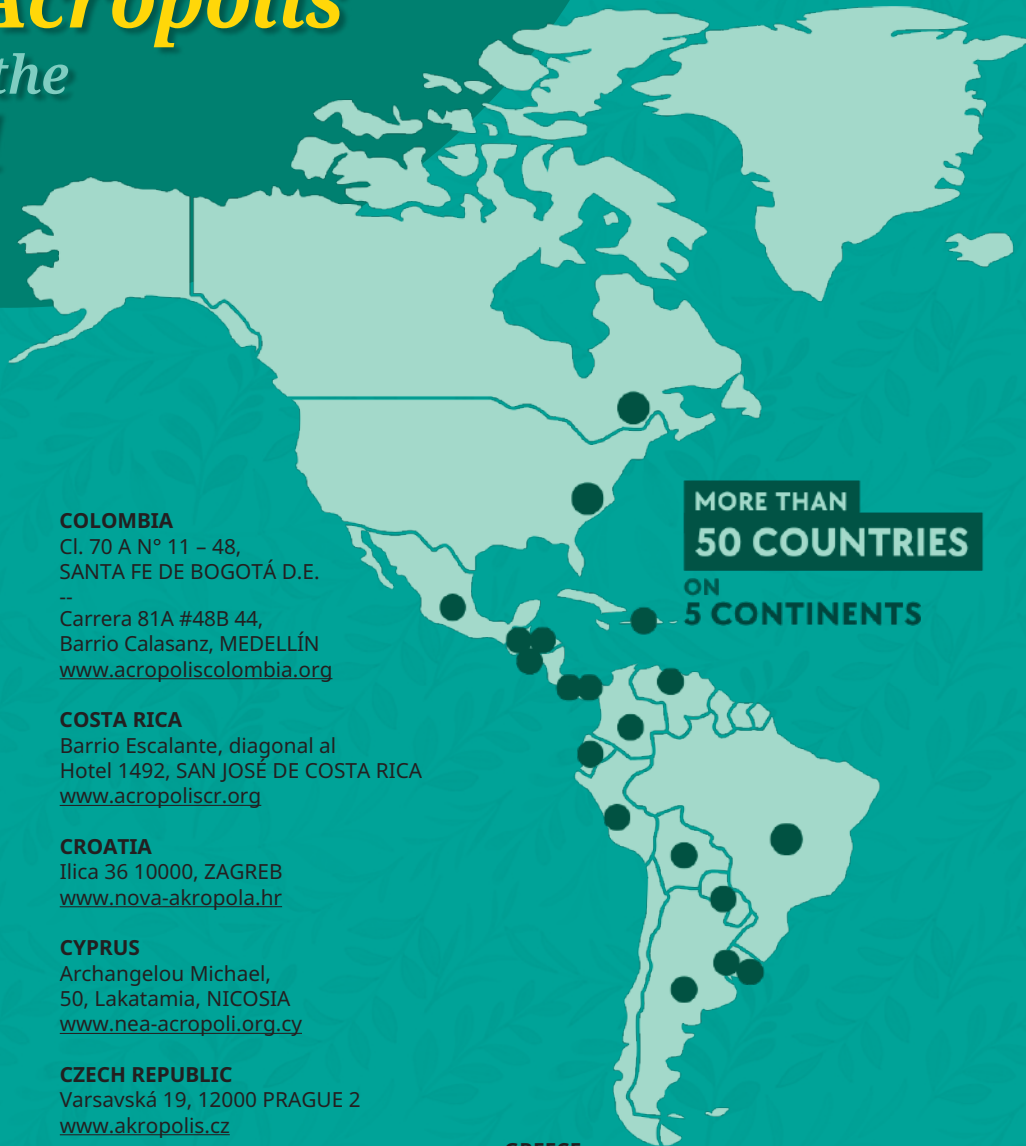 Acropolis
the
MORE THAN
50 COUNTRIES
ON
5 CONTINENTS
COLOMBIA
Cl. 70 A N° 11 – 48,
SANTA FE DE BOGOTÁ D.E.
--
Carrera 81A #48B 44,
Barrio Calasanz, MEDELLÍN
www.acropoliscolombia.org
COSTA RICA
Barrio Escalante, diagonal al
Hotel 1492, SAN JOSÉ DE COSTA RICA
www.acropoliscr.org
CROATIA
Ilica 36 10000, ZAGREB
www.nova-akropola.hr
CYPRUS
Archangelou Michael,
50, Lakatamia, NICOSIA
www.nea-acropoli.org.cy
CZECH REPUBLIC
Varsavská 19, 12000 PRAGUE 2
www.akropolis.cz
GREECE